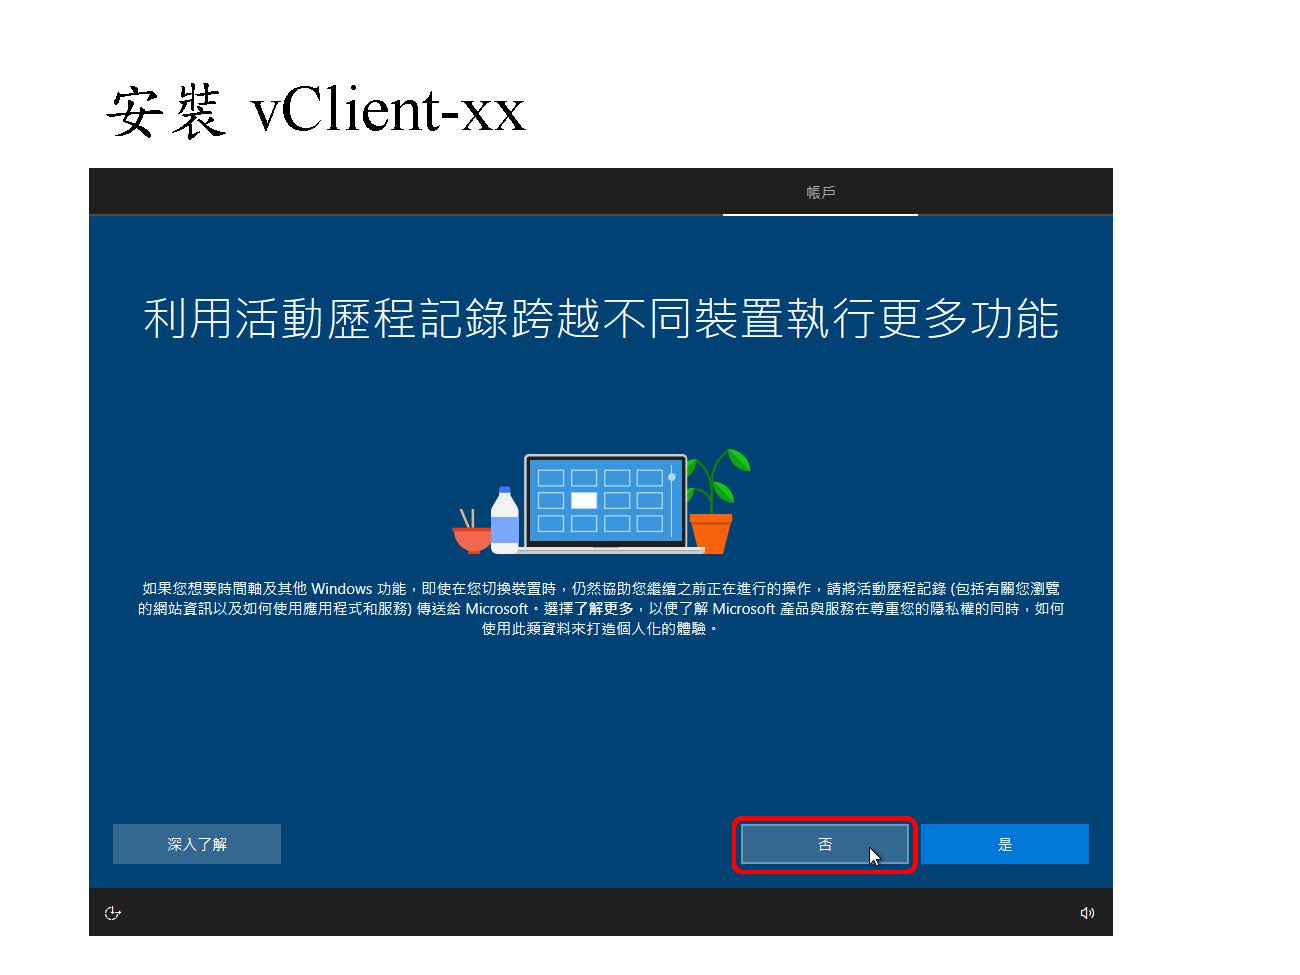 安裝 vClient-xx
帳戶
利用活動歷程記錄跨越不同裝置執行更多功能
如果您想要時間軸及其他 Windows 功能，即使在您切換裝置時，仍然協助您繼續之前正在進行的操作，請將活動歷程記錄 (包括有關您瀏覽
的網站資訊以及如何使用應用程式和服務) 傳送給 Microsoft。選擇了解更多，以便了解 Microsoft 產品與服務在尊重您的隱私權的同時，如何
使用此類資料來打造個人化的體驗。
深入了解
否
是